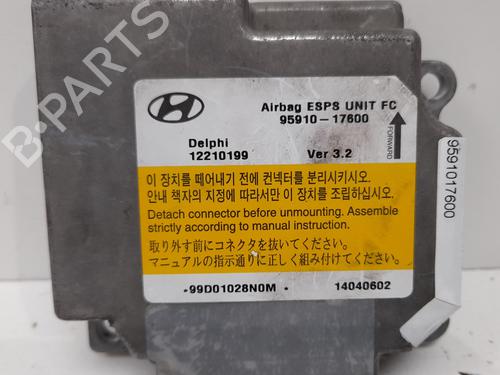 Airbag ESPS UNIT FC
95910-17600
Delphi
12210199
Ver 3.2
FORWARD
이 장치를 떼어내기 전에 컨넥터를 분리시키시오.
안내 책자의 지정에 따라서만 이 장치를 조립하십시오.
Detach connector before unmounting. Assemble
strictly according to manual instruction.
取り外す前にコネクタを抜いてください。
マニュアルの指示通りに正しく組み付けてください。
*99D01028N0M*
14040602
9591017600
B-PARTS